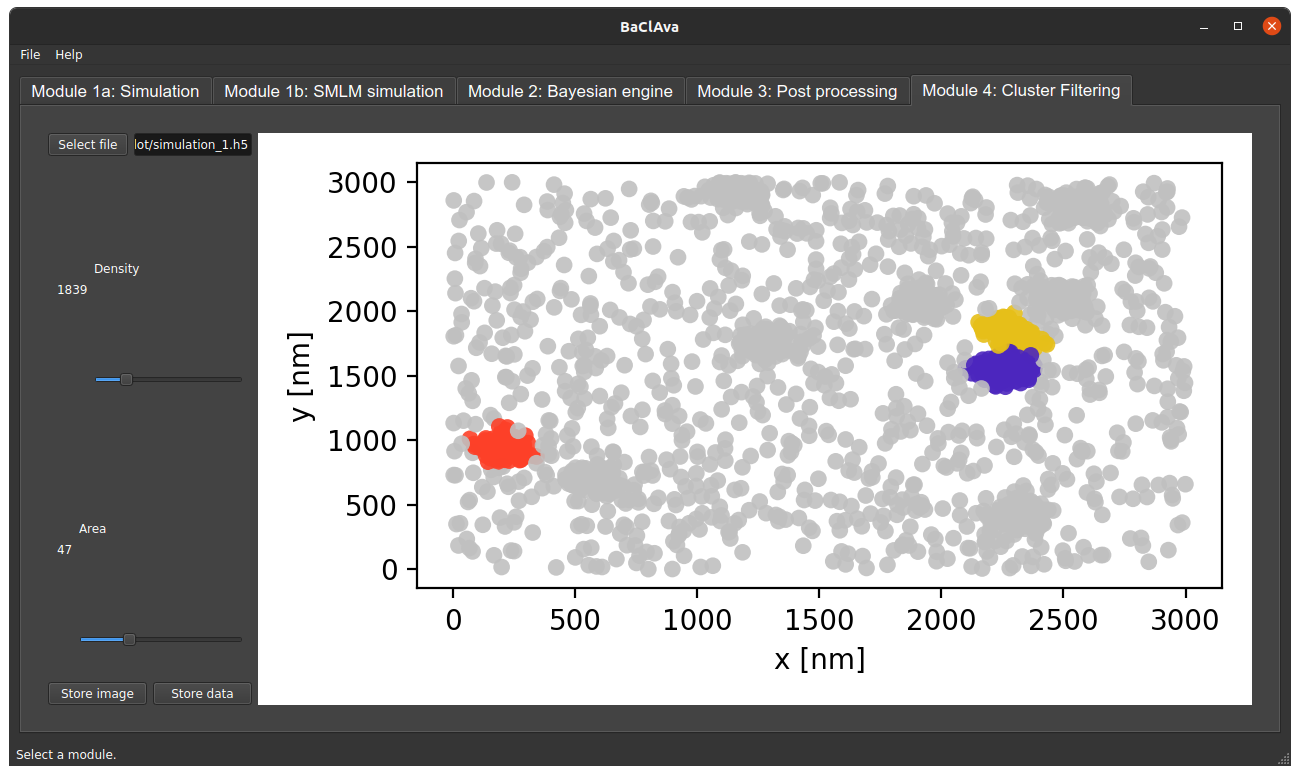 BaClAva
File Help
Module 1a: Simulation Module 1b: SMLM simulation Module 2: Bayesian engine Module 3: Post processing Module 4: Cluster Filtering
Select file lot/simulation_1.h5
Density
1839
Area
47
Store image Store data
3000
2500
2000
1500
1000
500
0
y [nm]
0 500 1000 1500 2000 2500 3000
x [nm]
Select a module.